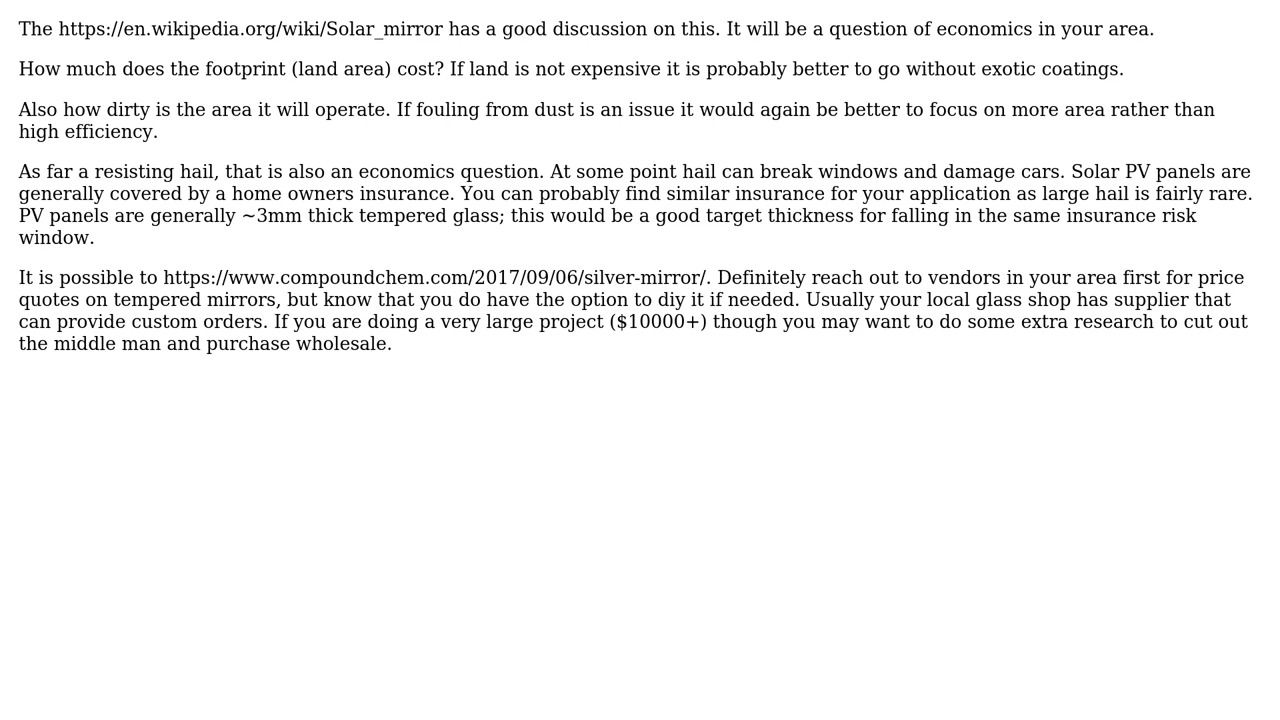 The https://en.wikipedia.org/wiki/Solar_mirror has a good discussion on this. It will be a question of economics in your area.
How much does the footprint (land area) cost? If land is not expensive it is probably better to go without exotic coatings.
Also how dirty is the area it will operate. If fouling from dust is an issue it would again be better to focus on more area rather than
high efficiency.
As far a resisting hail, that is also an economics question. At some point hail can break windows and damage cars. Solar PV panels are
generally covered by a home owners insurance. You can probably find similar insurance for your application as large hail is fairly rare.
PV panels are generally ~3mm thick tempered glass; this would be a good target thickness for falling in the same insurance risk
window.
It is possible to https://www.compoundchem.com/2017/09/06/silver-mirror/. Definitely reach out to vendors in your area first for price
quotes on tempered mirrors, but know that you do have the option to diy it if needed. Usually your local glass shop has supplier that
can provide custom orders. If you are doing a very large project ($10000+) though you may want to do some extra research to cut out
the middle man and purchase wholesale.